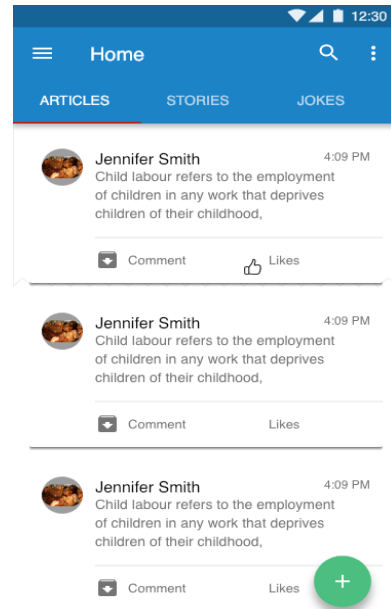 12:30
Home
ARTICLES STORIES JOKES
Jennifer Smith 4:09 PM
Child labour refers to the employment
of children in any work that deprives
children of their childhood,
Comment Likes
Jennifer Smith 4:09 PM
Child labour refers to the employment
of children in any work that deprives
children of their childhood,
Comment Likes
Jennifer Smith 4:09 PM
Child labour refers to the employment
of children in any work that deprives
children of their childhood,
Comment Likes